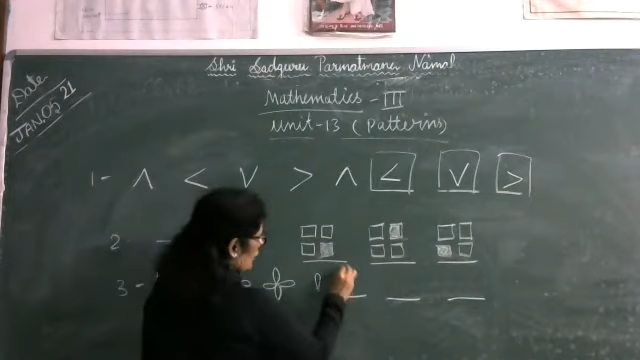 Shri Sadguru Parmatmane Namah
Date
JAN 05 21
Mathematics - III
Unit-13 (Patterns)
1- ∧ < ∨ > ∧ < ∨ >
2
3 -